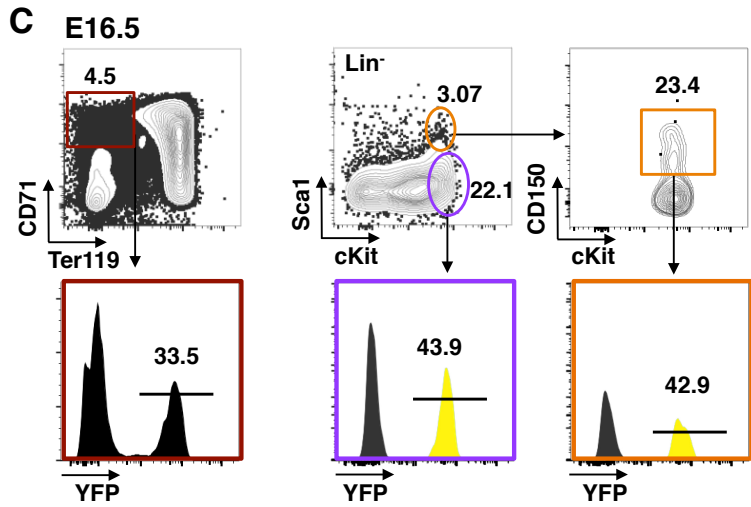 C
E16.5
4.5
CD71
Ter119
Lin-
3.07
22.1
Sca1
cKit
23.4
CD150
cKit
33.5
YFP
43.9
YFP
42.9
YFP